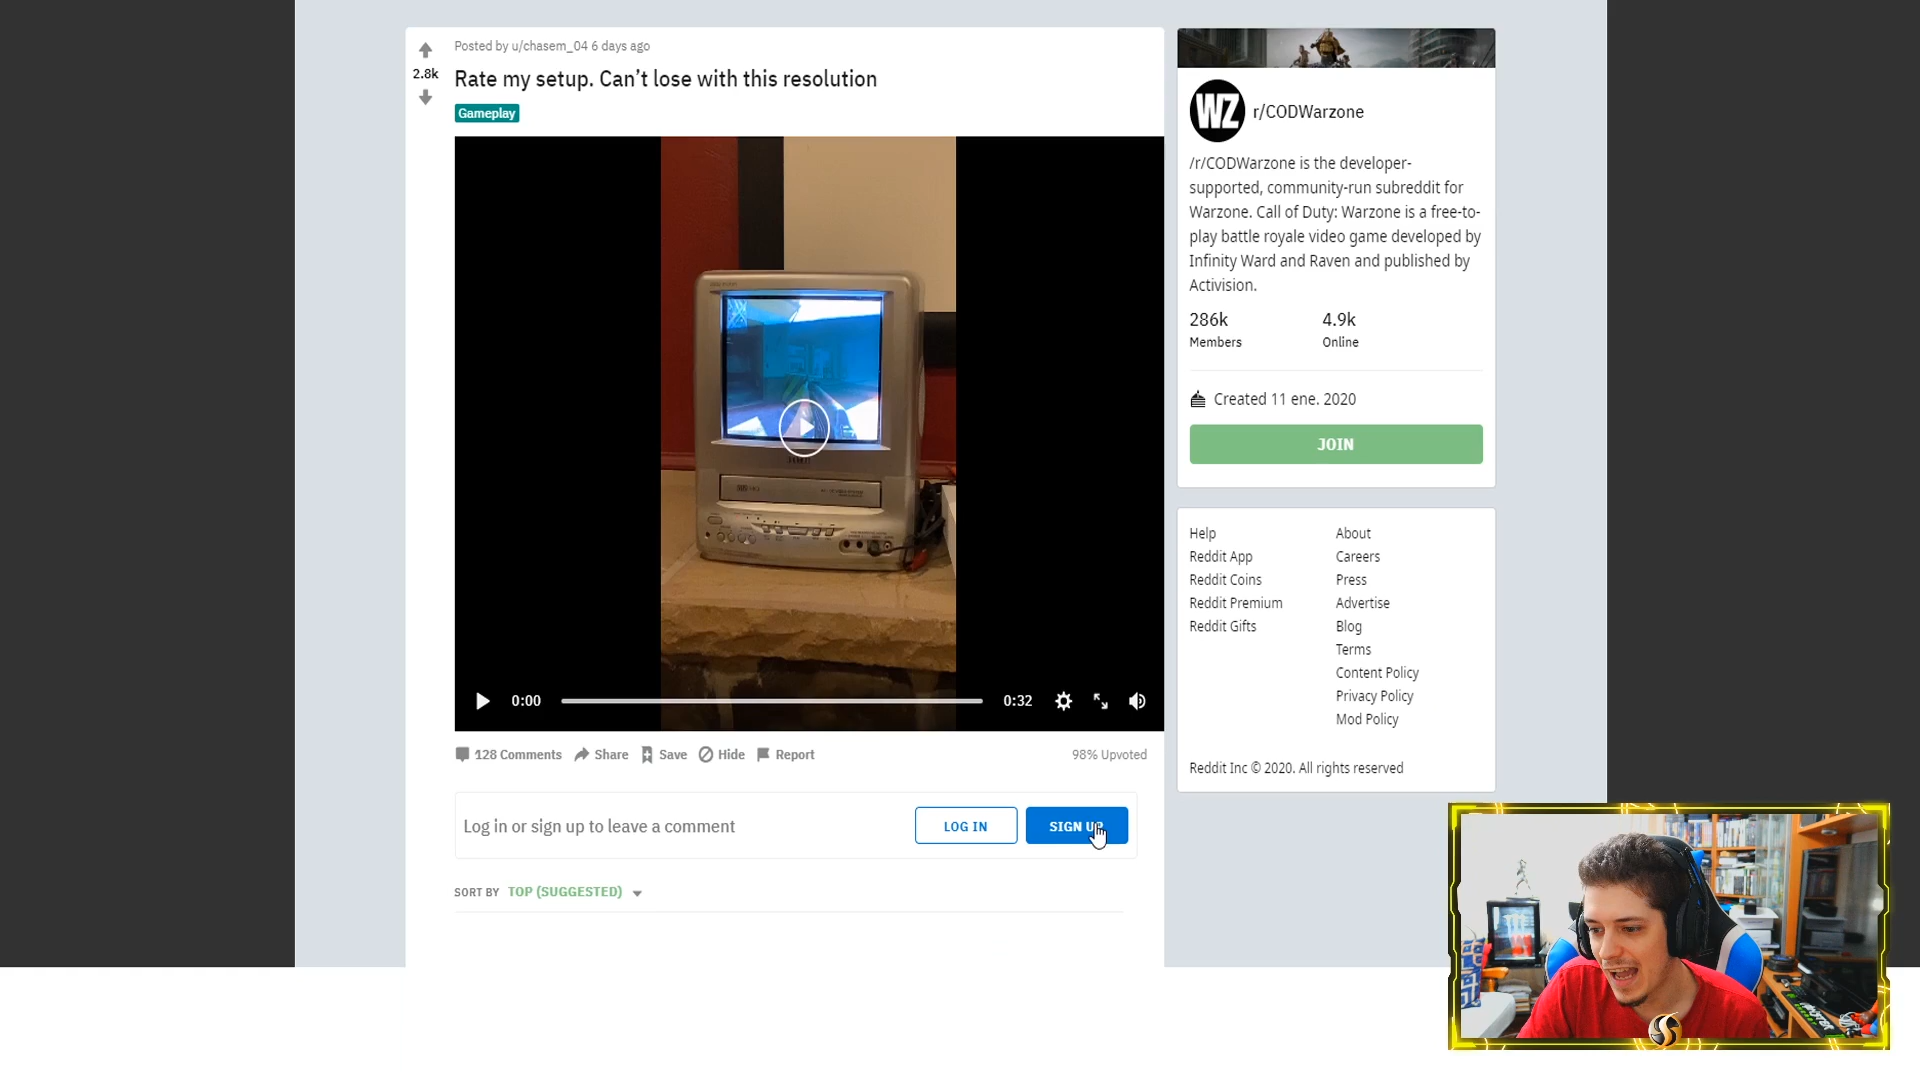 Posted by u/chasem_04 6 days ago
2.8k
Rate my setup. Can't lose with this resolution
Gameplay
0:00
0:32
128 Comments
Share
Save
Hide
Report
98% Upvoted
Log in or sign up to leave a comment
LOG IN
SIGN UP
SORT BY TOP (SUGGESTED)
WZ
r/CODWarzone
/r/CODWarzone is the developer-
supported, community-run subreddit for
Warzone. Call of Duty: Warzone is a free-to-
play battle royale video game developed by
Infinity Ward and Raven and published by
Activision.
286k
Members
4.9k
Online
Created 11 ene. 2020
JOIN
Help
Reddit App
Reddit Coins
Reddit Premium
Reddit Gifts
About
Careers
Press
Advertise
Blog
Terms
Content Policy
Privacy Policy
Mod Policy
Reddit Inc © 2020. All rights reserved